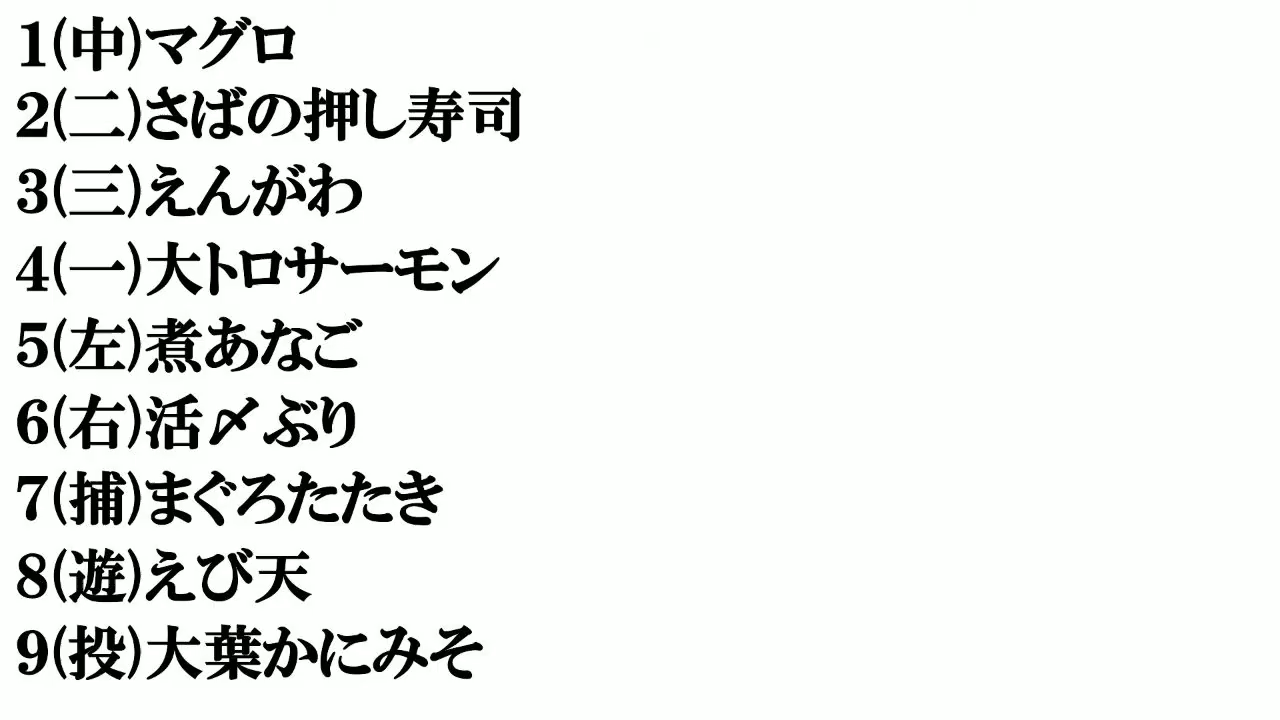 1(中)マグロ
2(二)さばの押し寿司
3(三)えんがわ
4(一)大トロサーモン
5(左)煮あなご
6(右)活〆ぶり
7(捕)まぐろたたき
8(遊)えび天
9(投)大葉かにみそ